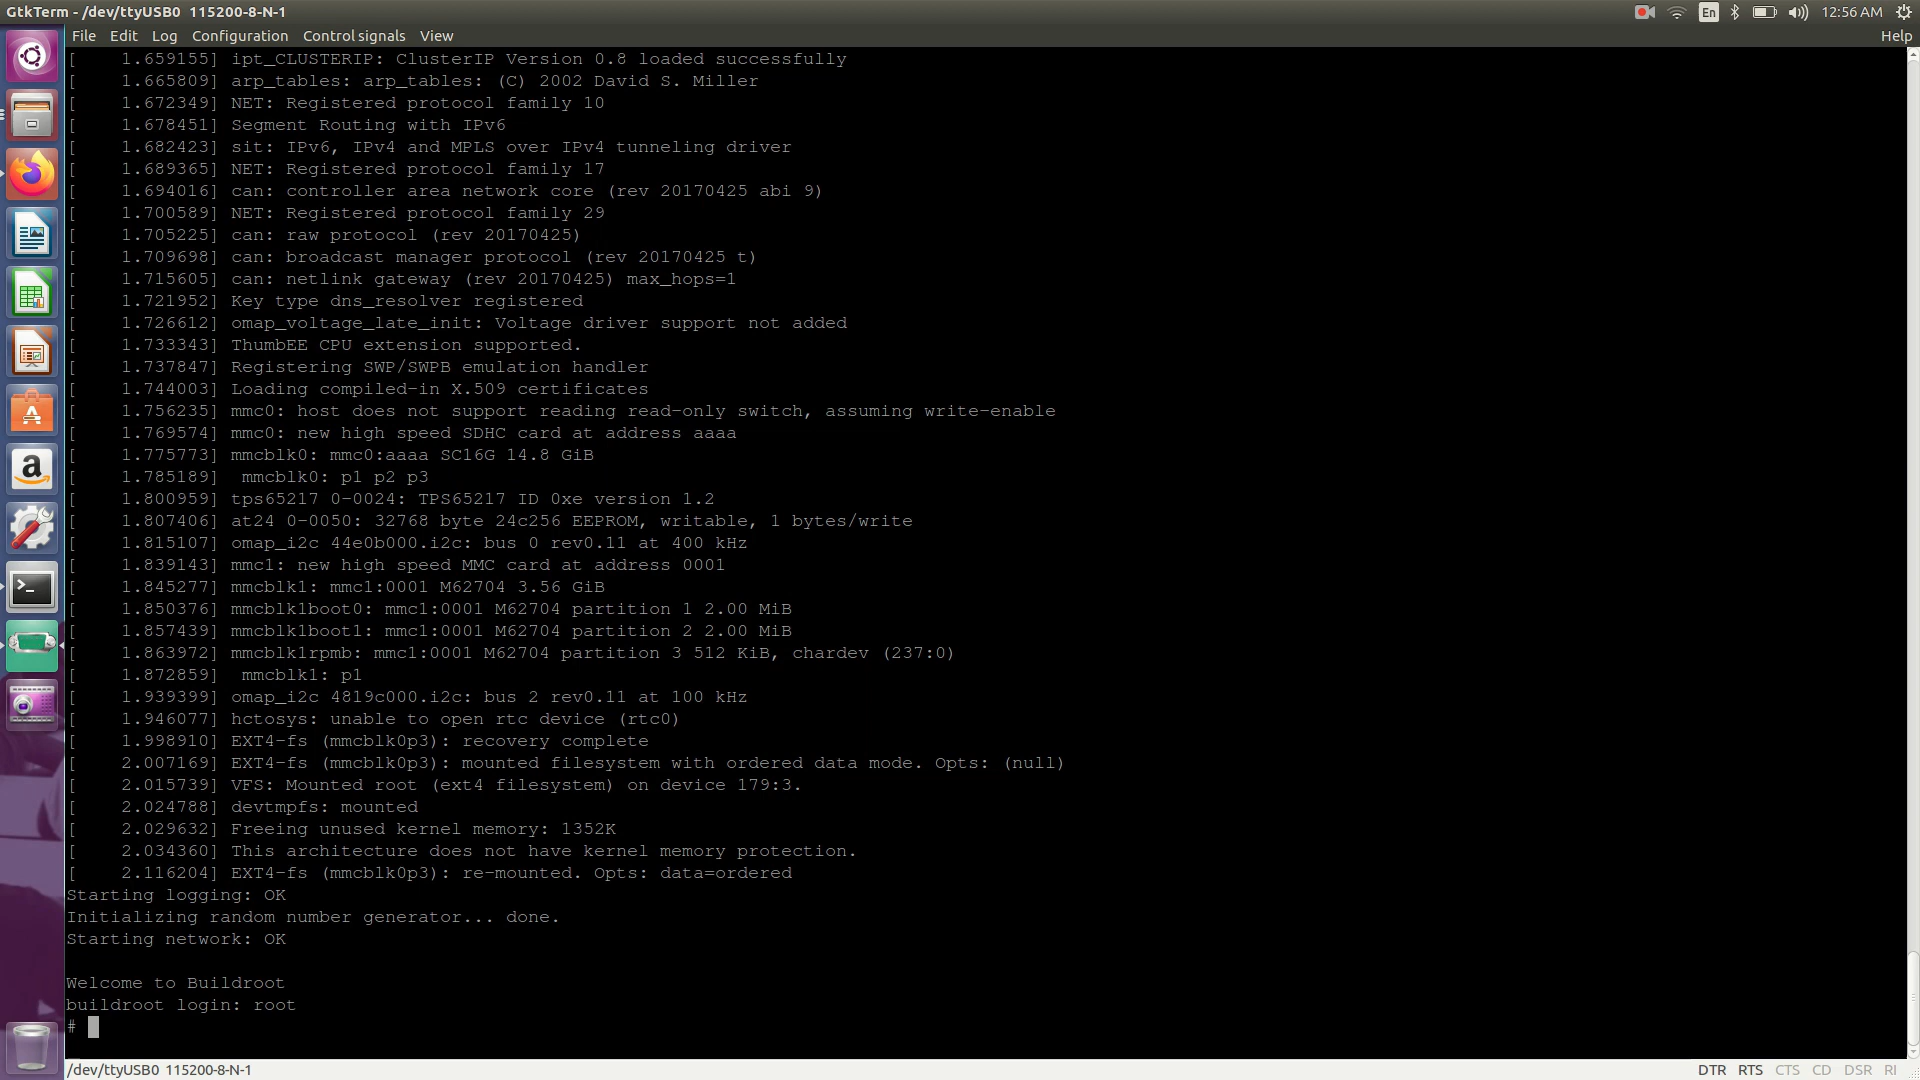 GtkTerm - /dev/ttyUSB0  115200-8-N-1
En 12:56 AM
File Edit Log Configuration Control signals View Help
[    1.659155] ipt_CLUSTERIP: ClusterIP Version 0.8 loaded successfully
[    1.665809] arp_tables: arp_tables: (C) 2002 David S. Miller
[    1.672349] NET: Registered protocol family 10
[    1.678451] Segment Routing with IPv6
[    1.682423] sit: IPv6, IPv4 and MPLS over IPv4 tunneling driver
[    1.689365] NET: Registered protocol family 17
[    1.694016] can: controller area network core (rev 20170425 abi 9)
[    1.700589] NET: Registered protocol family 29
[    1.705225] can: raw protocol (rev 20170425)
[    1.709698] can: broadcast manager protocol (rev 20170425 t)
[    1.715605] can: netlink gateway (rev 20170425) max_hops=1
[    1.721952] Key type dns_resolver registered
[    1.726612] omap_voltage_late_init: Voltage driver support not added
[    1.733343] ThumbEE CPU extension supported.
[    1.737847] Registering SWP/SWPB emulation handler
[    1.744003] Loading compiled-in X.509 certificates
[    1.756235] mmc0: host does not support reading read-only switch, assuming write-enable
[    1.769574] mmc0: new high speed SDHC card at address aaaa
[    1.775773] mmcblk0: mmc0:aaaa SC16G 14.8 GiB
[    1.785189]  mmcblk0: p1 p2 p3
[    1.800959] tps65217 0-0024: TPS65217 ID 0xe version 1.2
[    1.807406] at24 0-0050: 32768 byte 24c256 EEPROM, writable, 1 bytes/write
[    1.815107] omap_i2c 44e0b000.i2c: bus 0 rev0.11 at 400 kHz
[    1.839143] mmc1: new high speed MMC card at address 0001
[    1.845277] mmcblk1: mmc1:0001 M62704 3.56 GiB
[    1.850376] mmcblk1boot0: mmc1:0001 M62704 partition 1 2.00 MiB
[    1.857439] mmcblk1boot1: mmc1:0001 M62704 partition 2 2.00 MiB
[    1.863972] mmcblk1rpmb: mmc1:0001 M62704 partition 3 512 KiB, chardev (237:0)
[    1.872859]  mmcblk1: p1
[    1.939399] omap_i2c 4819c000.i2c: bus 2 rev0.11 at 100 kHz
[    1.946077] hctosys: unable to open rtc device (rtc0)
[    1.998910] EXT4-fs (mmcblk0p3): recovery complete
[    2.007169] EXT4-fs (mmcblk0p3): mounted filesystem with ordered data mode. Opts: (null)
[    2.015739] VFS: Mounted root (ext4 filesystem) on device 179:3.
[    2.024788] devtmpfs: mounted
[    2.029632] Freeing unused kernel memory: 1352K
[    2.034360] This architecture does not have kernel memory protection.
[    2.116204] EXT4-fs (mmcblk0p3): re-mounted. Opts: data=ordered
Starting logging: OK
Initializing random number generator... done.
Starting network: OK
Welcome to Buildroot
buildroot login: root
#
/dev/ttyUSB0  115200-8-N-1
DTR RTS CTS CD DSR RI